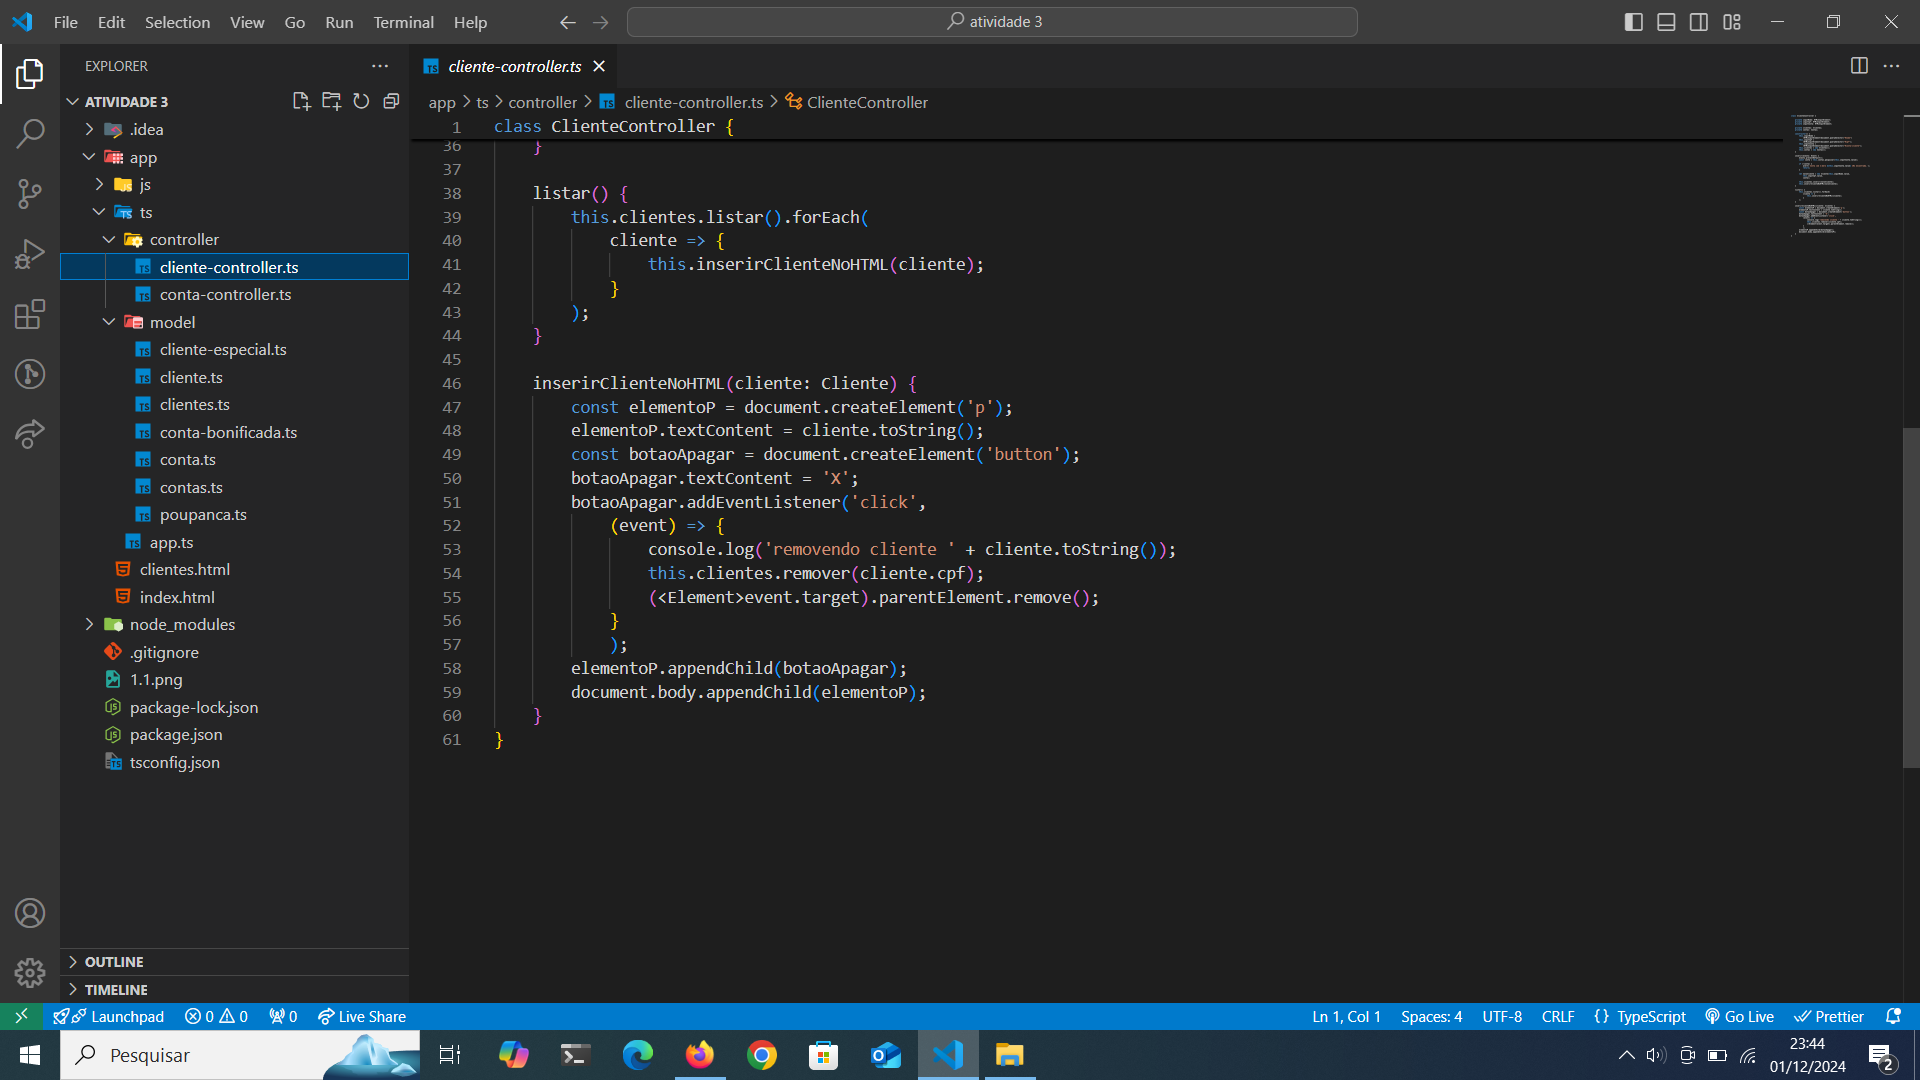 File Edit Selection View Go Run Terminal Help
atividade 3
EXPLORER
ATIVIDADE 3
.idea
app
js
ts
controller
cliente-controller.ts
conta-controller.ts
model
cliente-especial.ts
cliente.ts
clientes.ts
conta-bonificada.ts
conta.ts
contas.ts
poupanca.ts
app.ts
clientes.html
index.html
node_modules
.gitignore
1.1.png
package-lock.json
package.json
tsconfig.json
OUTLINE
TIMELINE
cliente-controller.ts
app > ts > controller > cliente-controller.ts > ClienteController
1 class ClienteController {
36 }
37
38 listar() {
39 this.clientes.listar().forEach(
40 cliente => {
41 this.inserirClienteNoHTML(cliente);
42 }
43 );
44 }
45
46 inserirClienteNoHTML(cliente: Cliente) {
47 const elementoP = document.createElement('p');
48 elementoP.textContent = cliente.toString();
49 const botaoApagar = document.createElement('button');
50 botaoApagar.textContent = 'X';
51 botaoApagar.addEventListener('click',
52 (event) => {
53 console.log('removendo cliente ' + cliente.toString());
54 this.clientes.remover(cliente.cpf);
55 (<Element>event.target).parentElement.remove();
56 }
57 );
58 elementoP.appendChild(botaoApagar);
59 document.body.appendChild(elementoP);
60 }
61 }
Launchpad 0 0 0 Live Share
Ln 1, Col 1 Spaces: 4 UTF-8 CRLF {} TypeScript Go Live Prettier
Pesquisar
23:44
01/12/2024
2